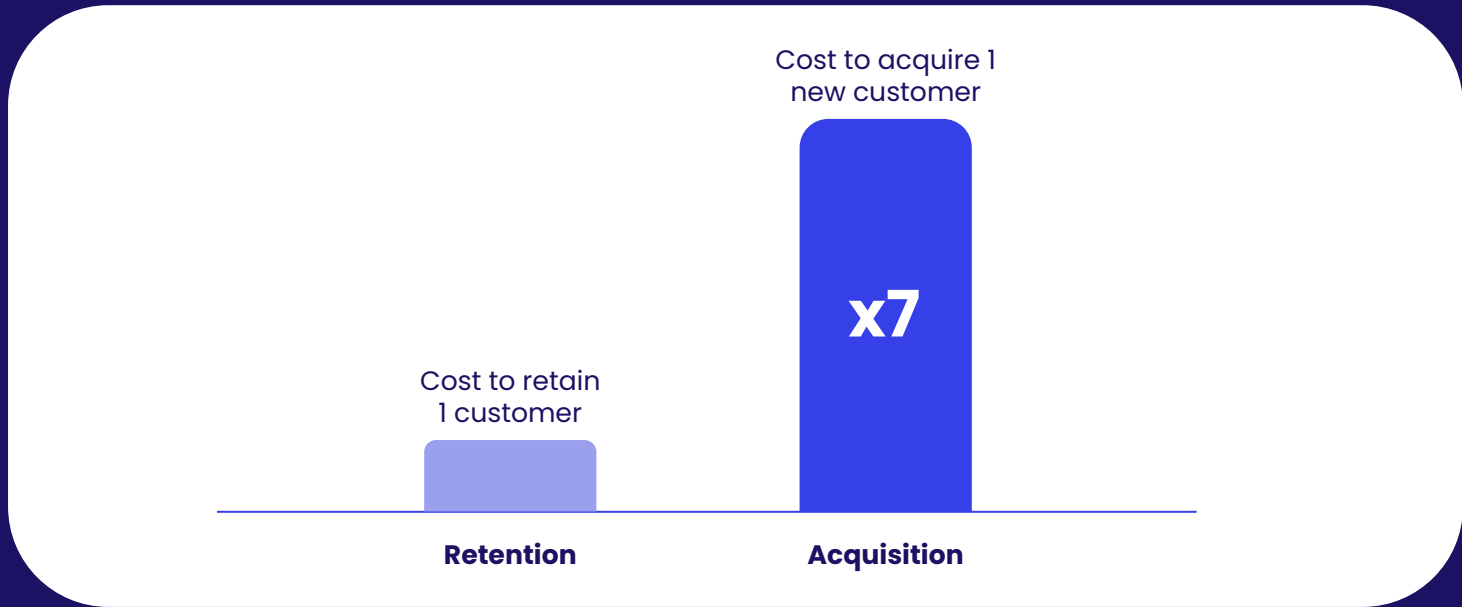 Cost to acquire 1
new customer
x7
Cost to retain
1 customer
Retention
Acquisition